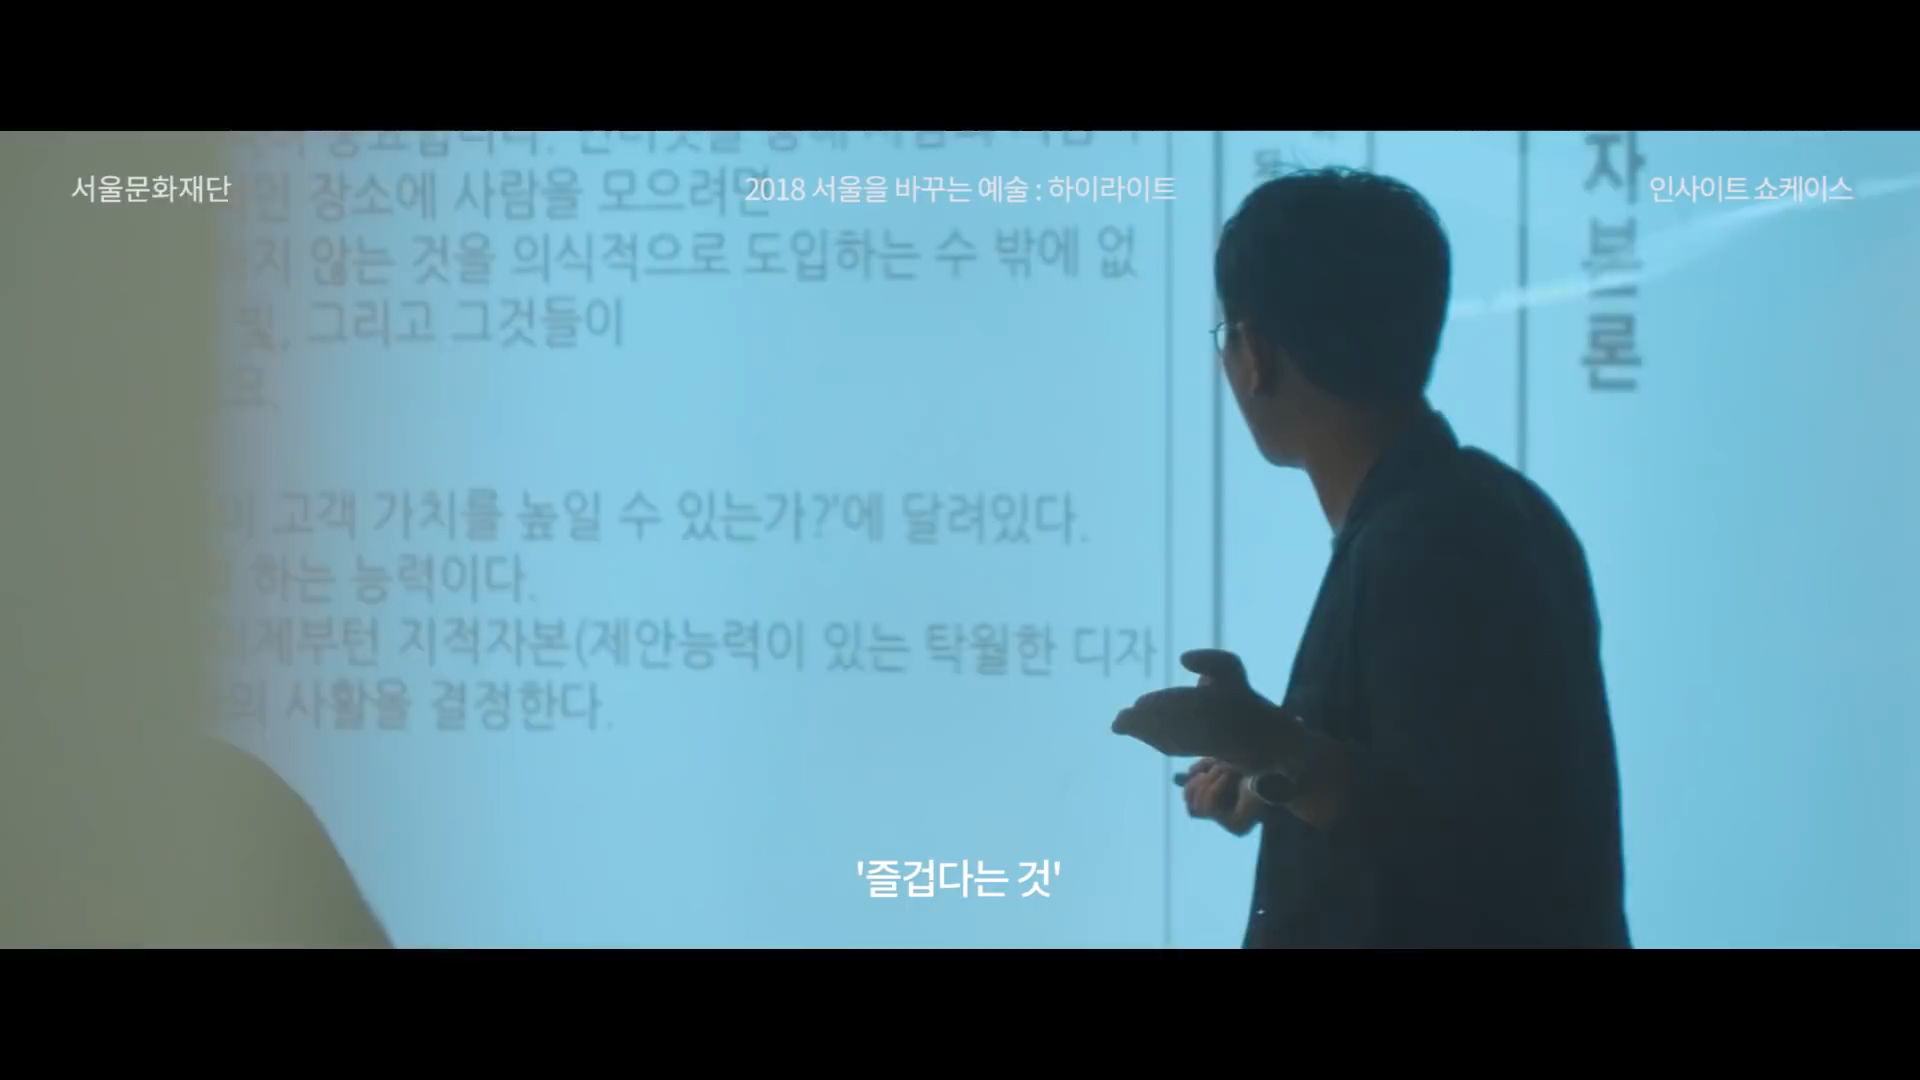 서울문화재단
2018 서울을 바꾸는 예술 : 하이라이트
인사이트 쇼케이스
장소에 사람을 모으려면
않는 것을 의식적으로 도입하는 수 밖에 없
및, 그리고 그것들이
고객 가치를 높일 수 있는가?'에 달려있다.
하는 능력이다.
이제부턴 지적자본(제안능력이 있는 탁월한 디자
사활을 결정한다.
자본론
'즐겁다는 것'